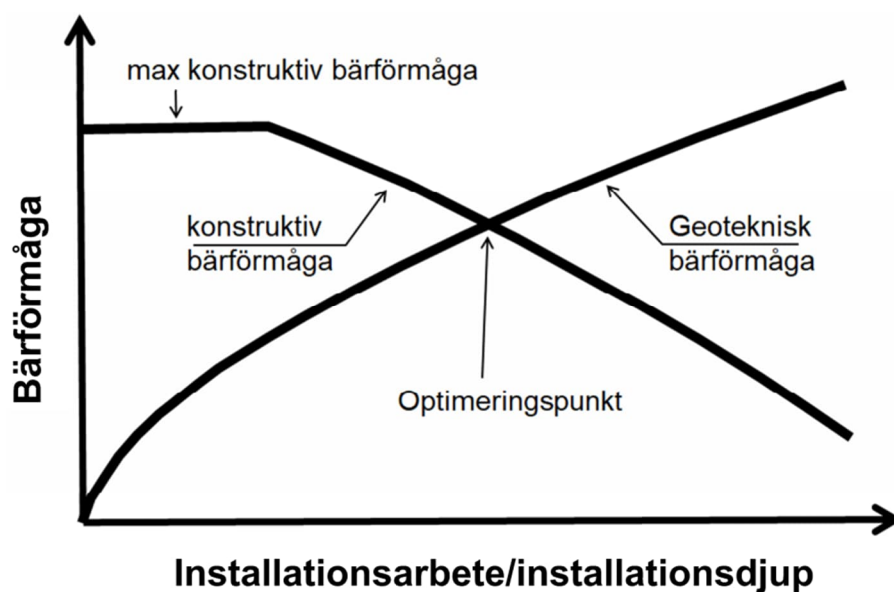 max konstruktiv bärförmåga
konstruktiv
bärförmåga
Geoteknisk
bärförmåga
Optimeringspunkt
Bärförmåga
Installationsarbete/installationsdjup